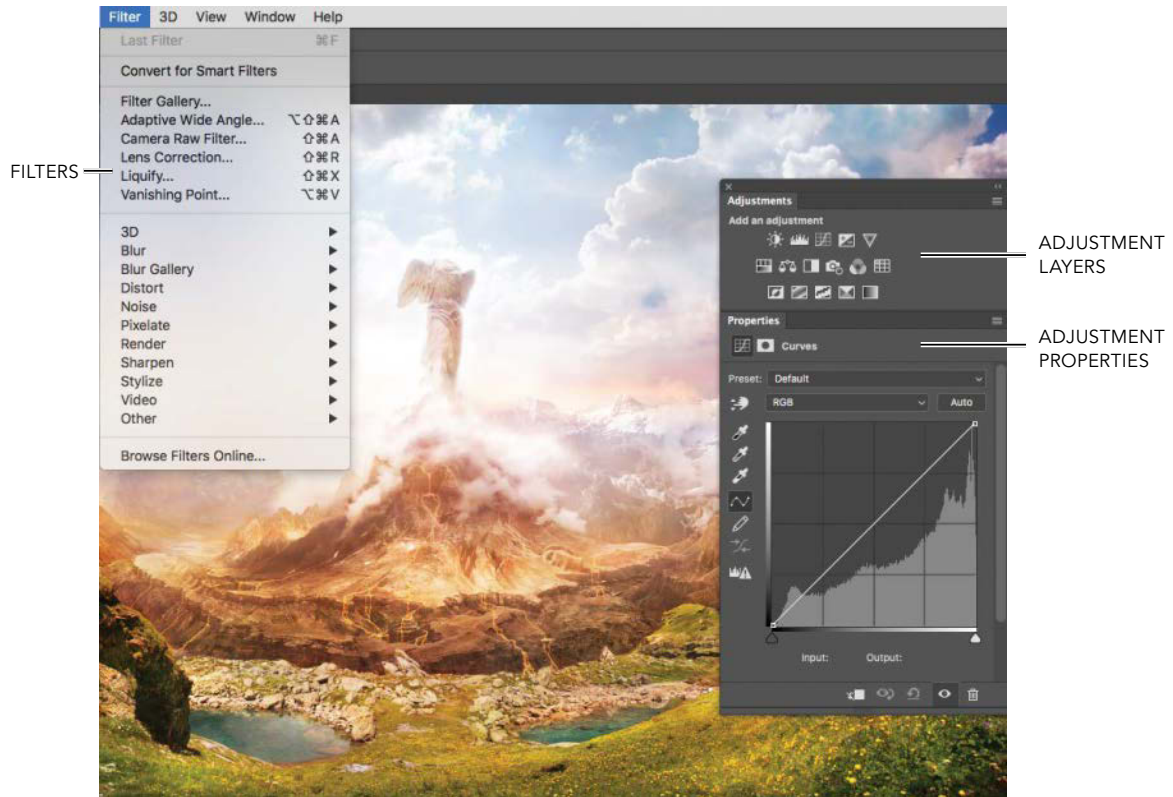 Filter 3D View Window Help
Last Filter ⌘F
Convert for Smart Filters
Filter Gallery...
Adaptive Wide Angle... ⌥⇧⌘A
Camera Raw Filter... ⇧⌘A
Lens Correction... ⇧⌘R
Liquify... ⇧⌘X
Vanishing Point... ⌥⌘V
3D
Blur
Blur Gallery
Distort
Noise
Pixelate
Render
Sharpen
Stylize
Video
Other
Browse Filters Online...
FILTERS
Adjustments
Add an adjustment
Properties
Curves
Preset: Default
RGB Auto
Input: Output:
ADJUSTMENT
LAYERS
ADJUSTMENT
PROPERTIES